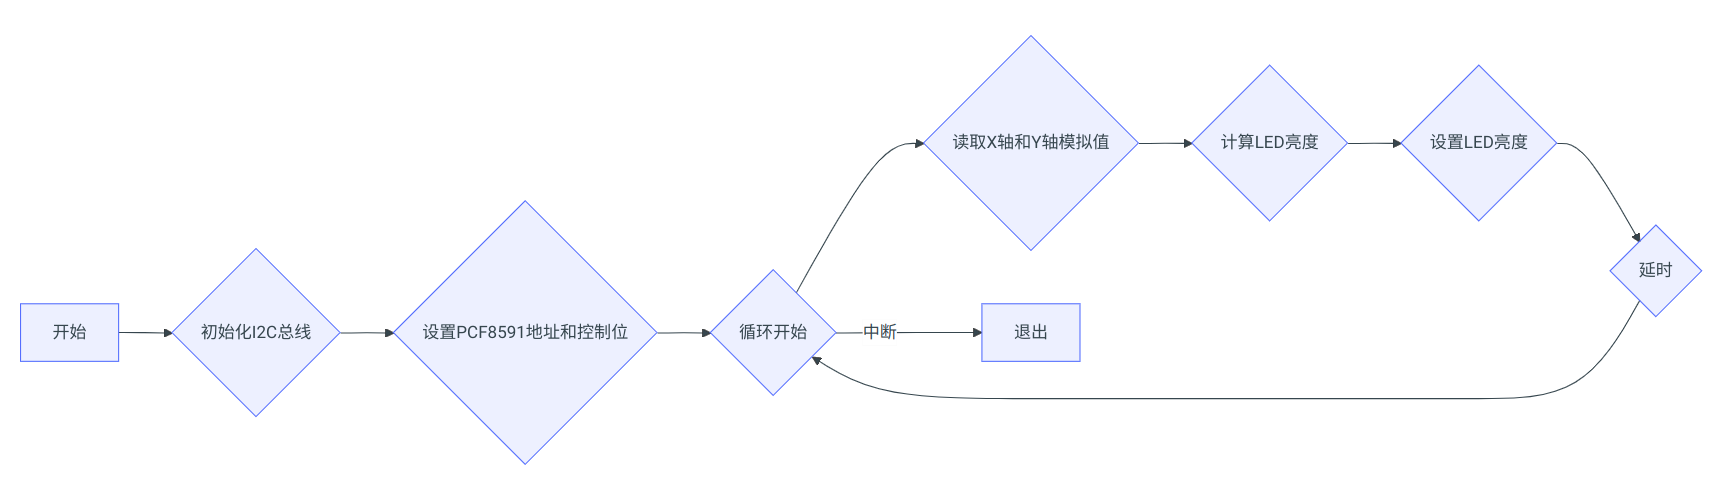 开始
初始化I2C总线
设置PCF8591地址和控制位
循环开始
中断
退出
读取X轴和Y轴模拟值
计算LED亮度
设置LED亮度
延时